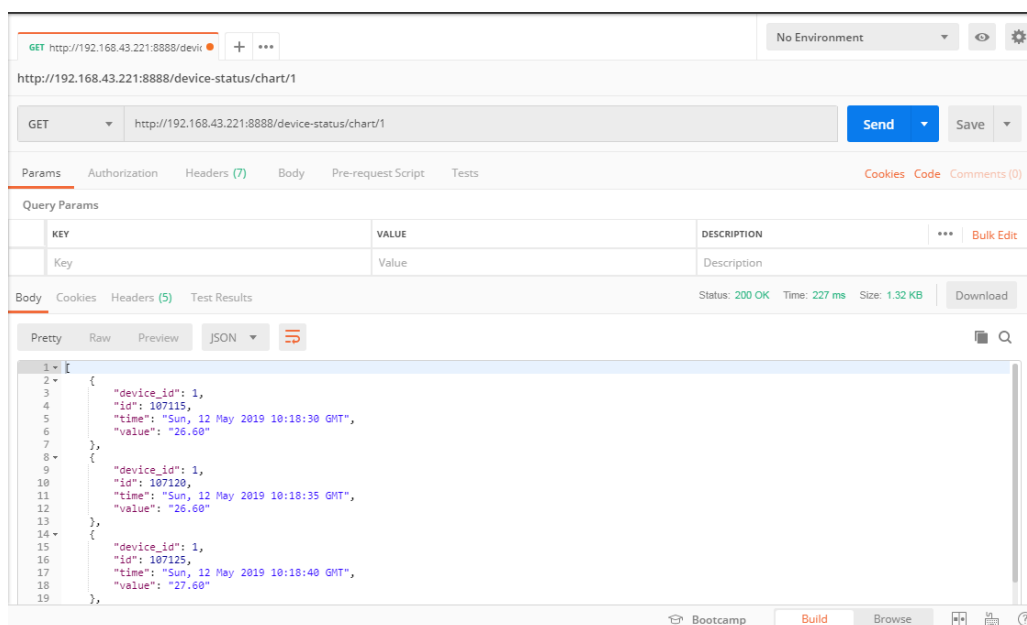 GET http://192.168.43.221:8888/devic
No Environment
http://192.168.43.221:8888/device-status/chart/1
GET http://192.168.43.221:8888/device-status/chart/1 Send Save
Params Authorization Headers (7) Body Pre-request Script Tests Cookies Code Comments (0)
Query Params
KEY VALUE DESCRIPTION ••• Bulk Edit
Key Value Description
Body Cookies Headers (5) Test Results Status: 200 OK Time: 227 ms Size: 1.32 KB Download
Pretty Raw Preview JSON
1 [
2 {
3 "device_id": 1,
4 "id": 107115,
5 "time": "Sun, 12 May 2019 10:18:30 GMT",
6 "value": "26.60"
7 },
8 {
9 "device_id": 1,
10 "id": 107120,
11 "time": "Sun, 12 May 2019 10:18:35 GMT",
12 "value": "26.60"
13 },
14 {
15 "device_id": 1,
16 "id": 107125,
17 "time": "Sun, 12 May 2019 10:18:40 GMT",
18 "value": "27.60"
19 },
Bootcamp Build Browse